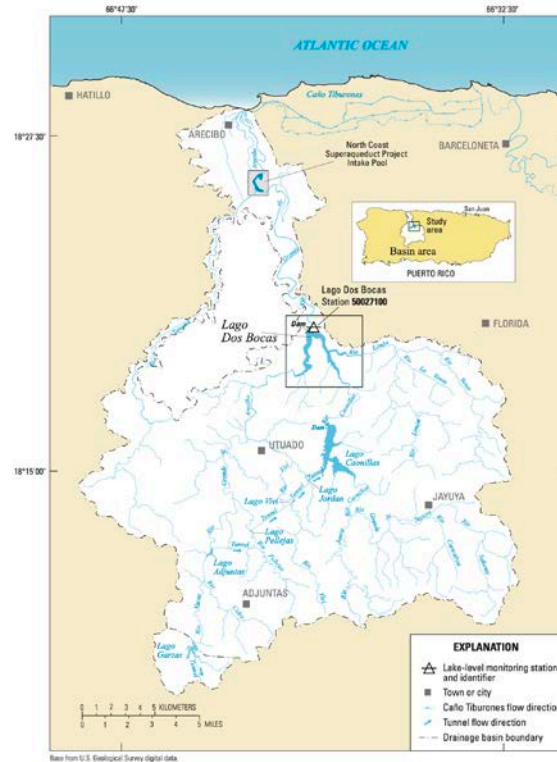 66°47'30"
66°32'30"
ATLANTIC OCEAN
HATILLO
Caño Tiburones
18°27'30"
ARECIBO
BARCELONETA
North Coast
Superaqueduct Project
Intake Pool
San Juan
Study
area
Basin area
PUERTO RICO
Lago Dos Bocas
Station 50027100
Dam
Lago
Dos Bocas
FLORIDA
Dam
UTUADO
Lago
Caonillas
18°15'00"
Lago
Jordan
Lago Vivi
JAYUYA
Lago
Pellejas
Tunnel
Lago
Adjuntas
ADJUNTAS
Lago
Garzas
EXPLANATION
Lake-level monitoring station
and identifier
Town or city
Caño Tiburones flow direction
Tunnel flow direction
Drainage basin boundary
0 1 2 3 4 5 KILOMETERS
0 1 2 3 4 5 MILES
Base from U.S. Geological Survey digital data